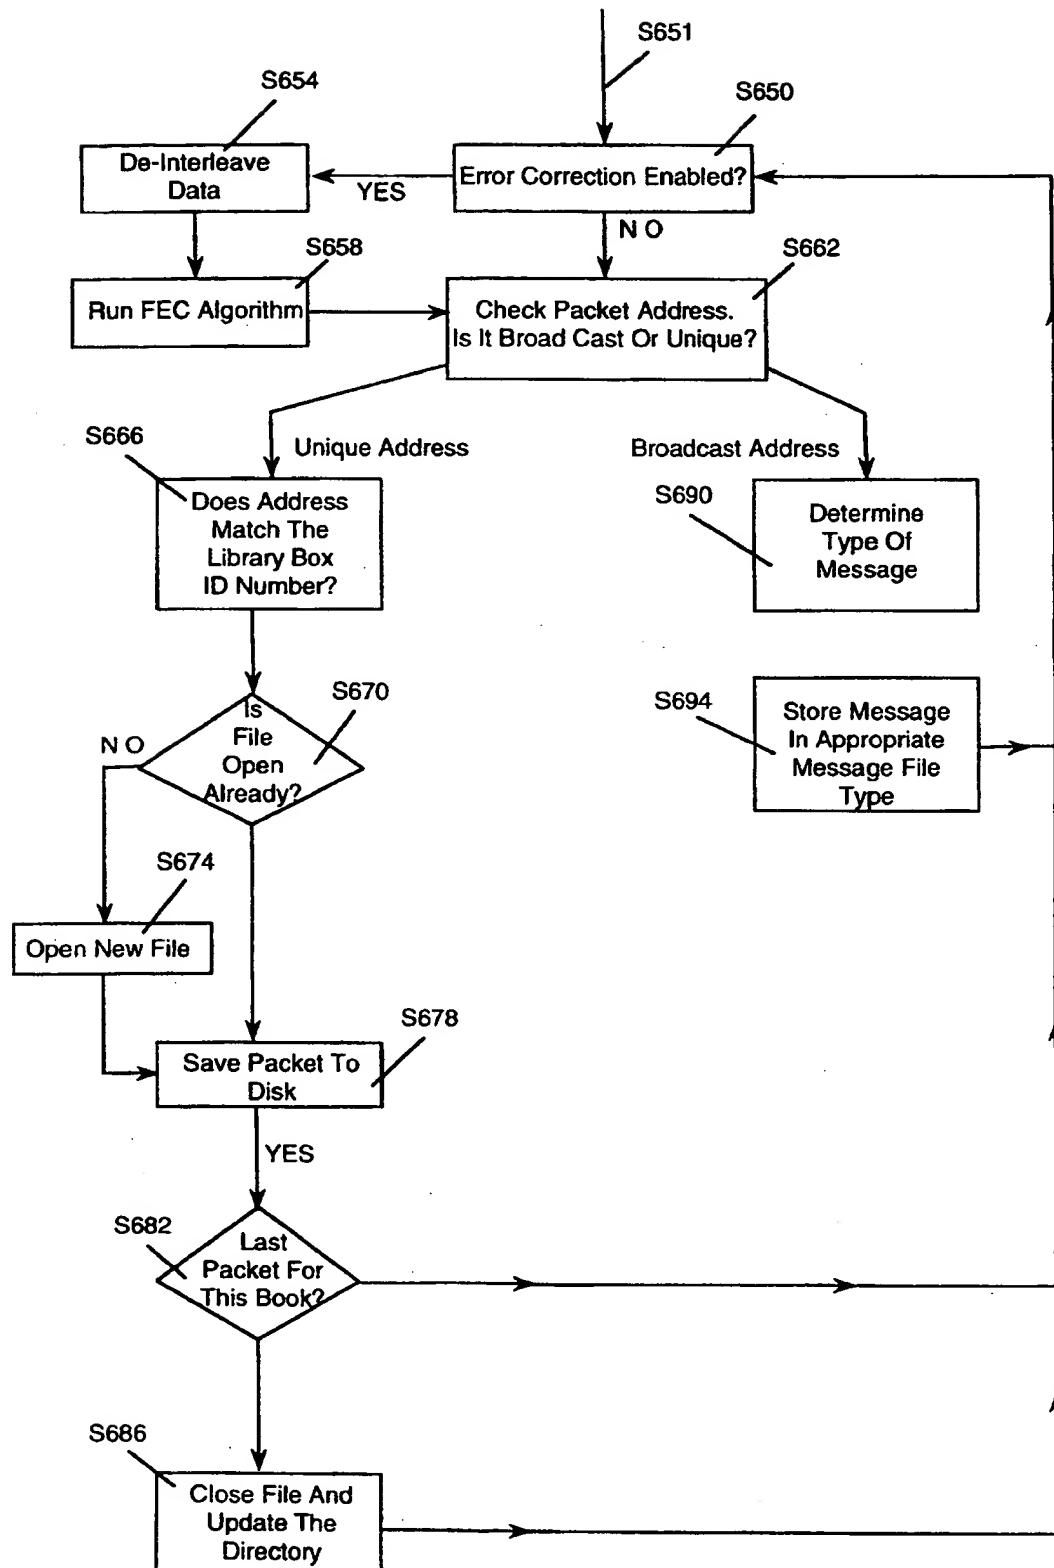 S651
S654
S650
De-Interleave
Data
YES
Error Correction Enabled?
N O
S658
S662
Run FEC Algorithm
Check Packet Address.
Is It Broad Cast Or Unique?
S666
Unique Address
Broadcast Address
Does Address
Match The
Library Box
ID Number?
S690
Determine
Type Of
Message
S670
Is
File
Open
Already?
N O
S694
Store Message
In Appropriate
Message File
Type
S674
Open New File
S678
Save Packet To
Disk
YES
S682
Last
Packet For
This Book?
S686
Close File And
Update The
Directory